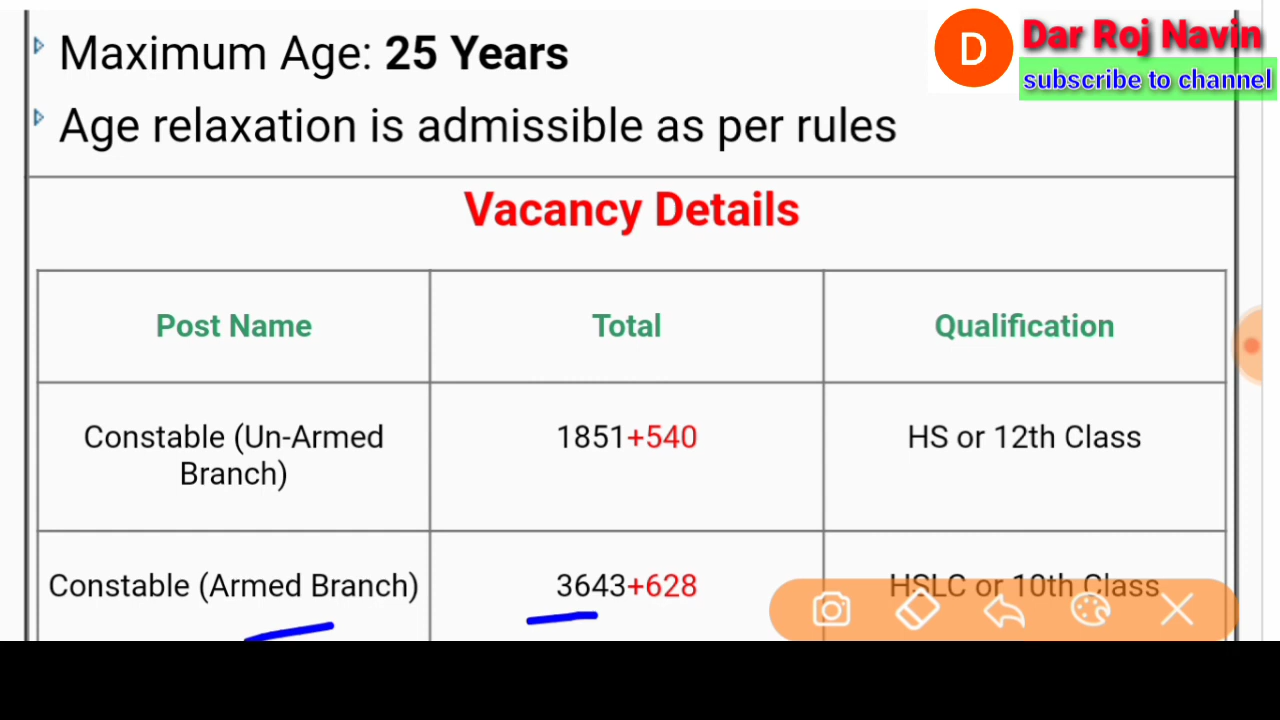 Maximum Age: 25 Years
Age relaxation is admissible as per rules
D
Dar Roj Navin
subscribe to channel
Vacancy Details
Post Name Total Qualification
Constable (Un-Armed
Branch)
1851+540
HS or 12th Class
Constable (Armed Branch) 3643+628 HSLC or 10th Class